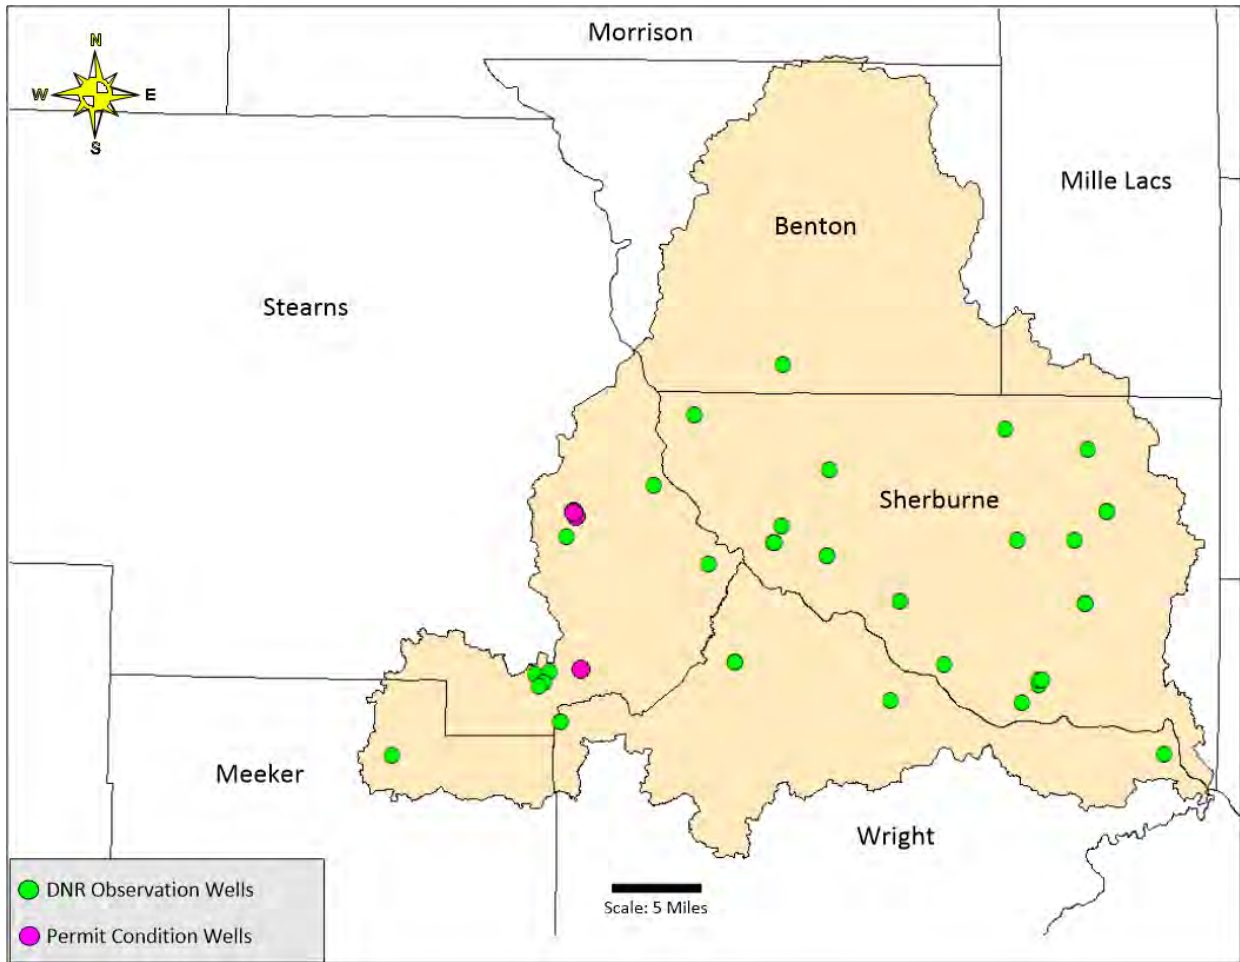 Morrison
N
W E
S
Mille Lacs
Benton
Stearns
Sherburne
Meeker
Wright
DNR Observation Wells
Scale: 5 Miles
Permit Condition Wells